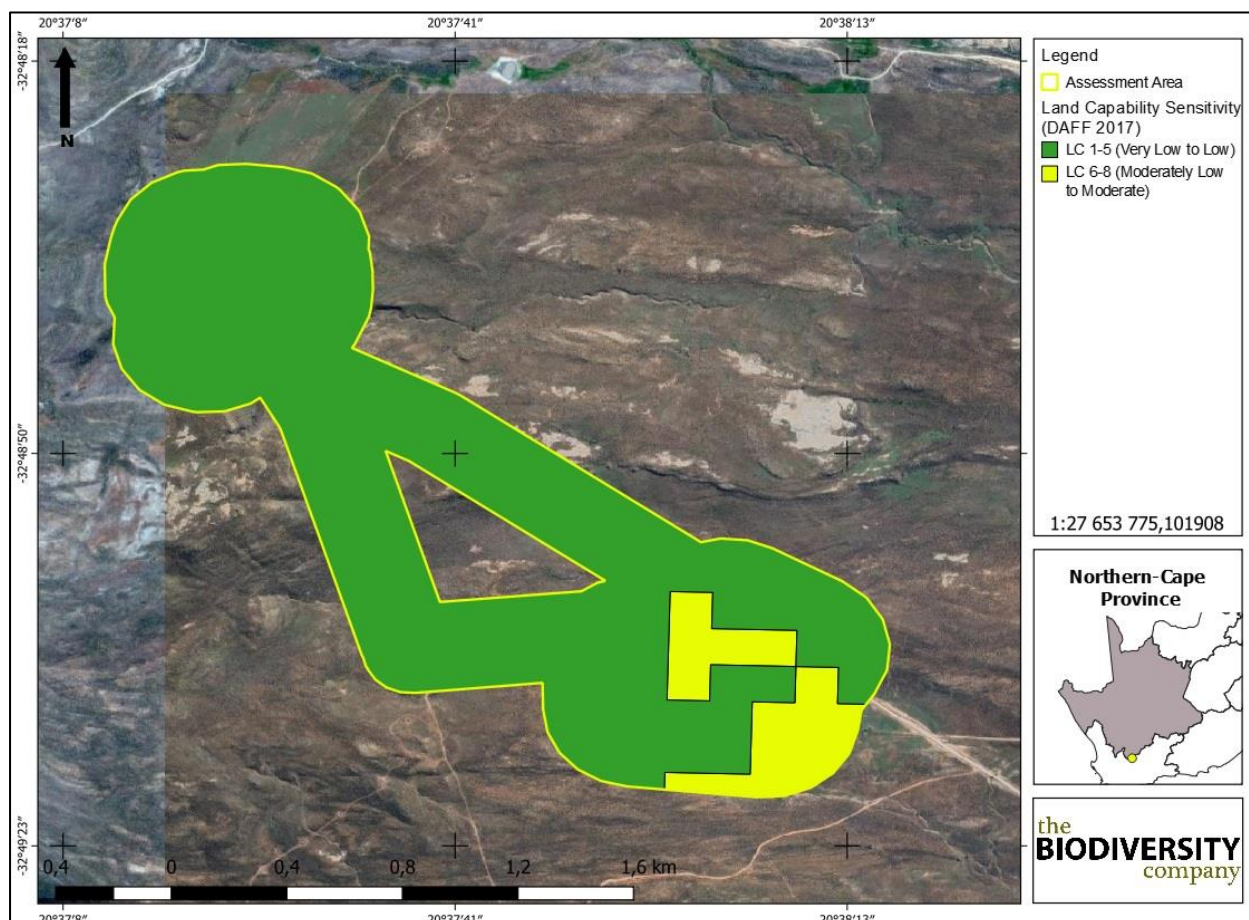 20°37'8" 20°37'41" 20°38'13"
-32°48'18"
-32°48'50"
-32°49'23"
N
0,4 0 0,4 0,8 1,2 1,6 km
20°37'8" 20°37'41" 20°38'13"
Legend
Assessment Area
Land Capability Sensitivity
(DAFF 2017)
LC 1-5 (Very Low to Low)
LC 6-8 (Moderately Low
to Moderate)
1:27 653 775,101908
Northern-Cape
Province
the
BIODIVERSITY
company